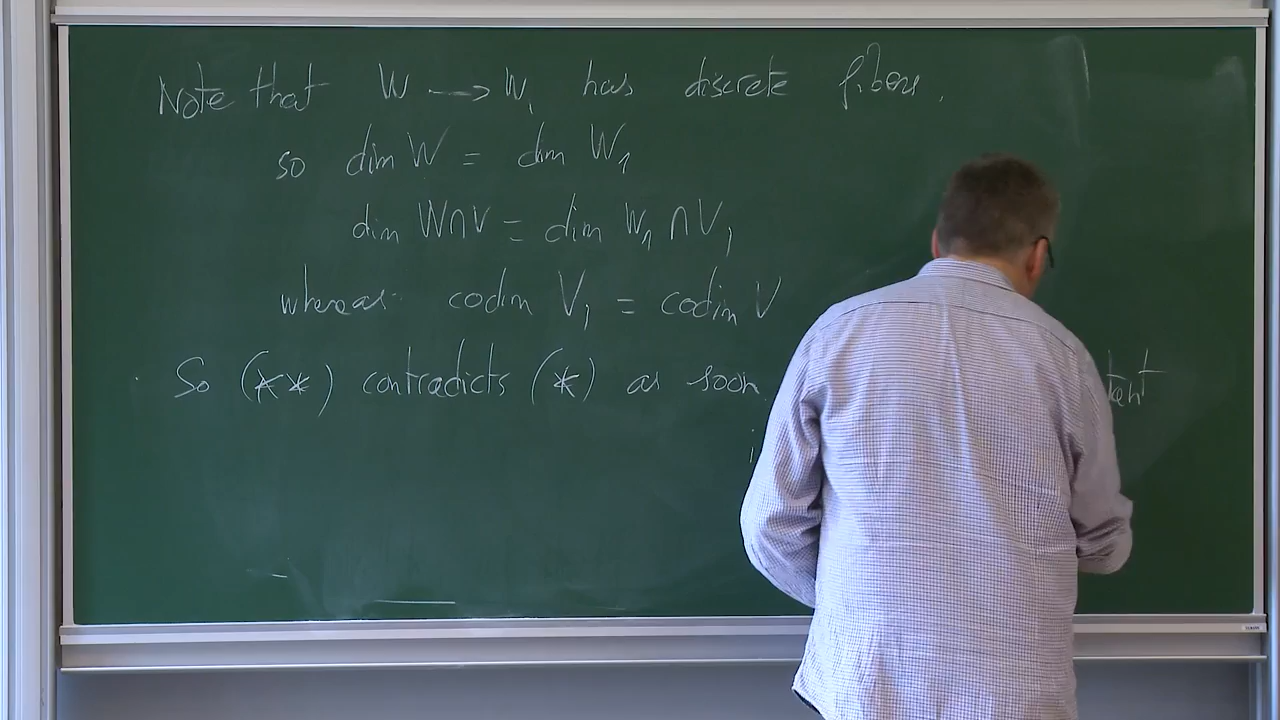 Note that W → W₁ has discrete fibers,
so dim W = dim W₁
dim W∩V = dim W₁ ∩ V₁
whereas codim V₁ = codim V
So (**) contradicts (*) as soon